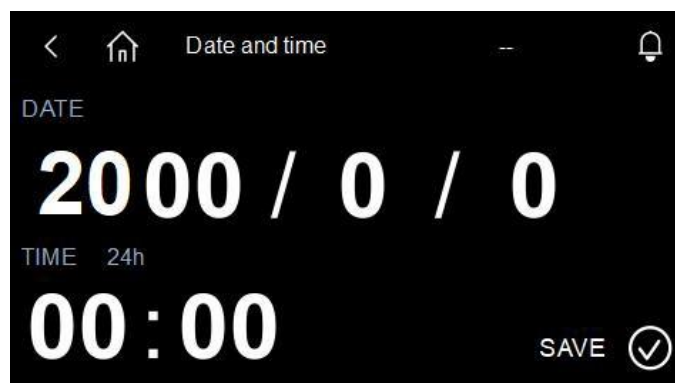 Date and time --
DATE
2000 / 0 / 0
TIME 24h
00:00
SAVE